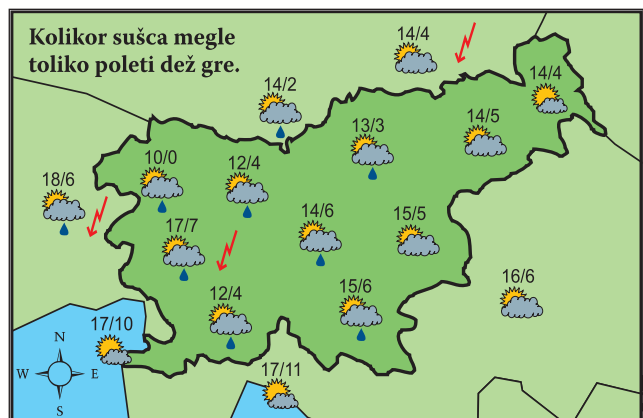 Kolikor sušca megle
toliko poleti dež gre.
14/4
14/2
14/4
13/3
14/5
10/0
12/4
18/6
17/7
14/6
15/5
12/4
15/6
16/6
17/10
17/11
N
W
E
S